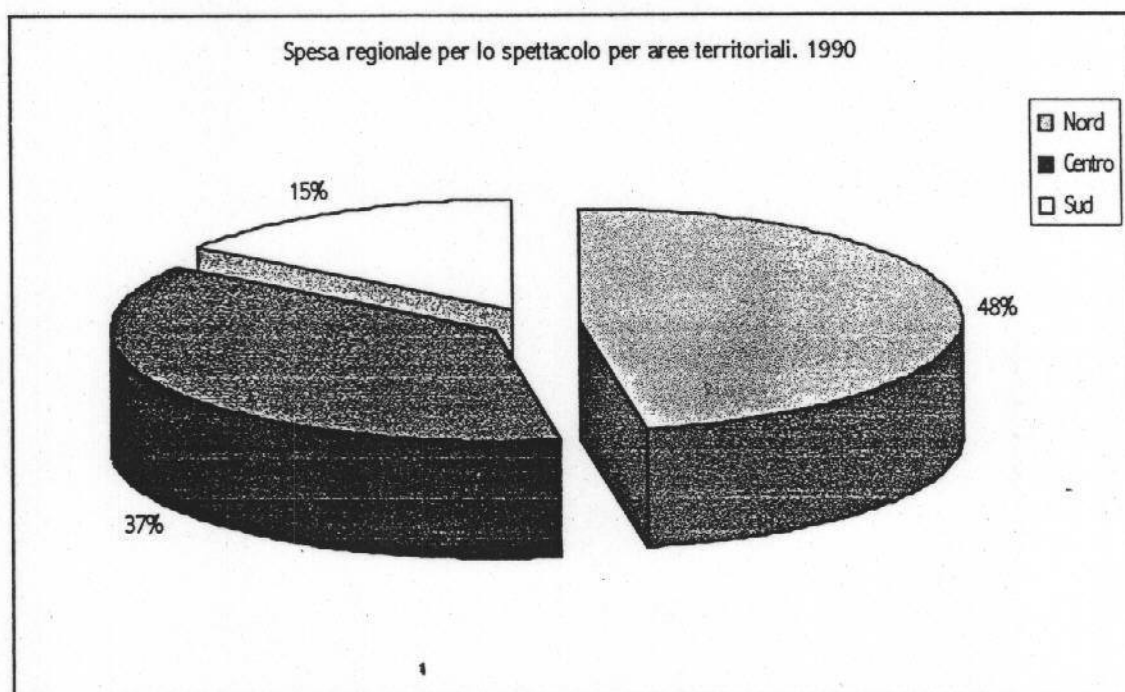 Spesa regionale per lo spettacolo per aree territoriali. 1990
Nord
Centro
Sud
15%
48%
37%